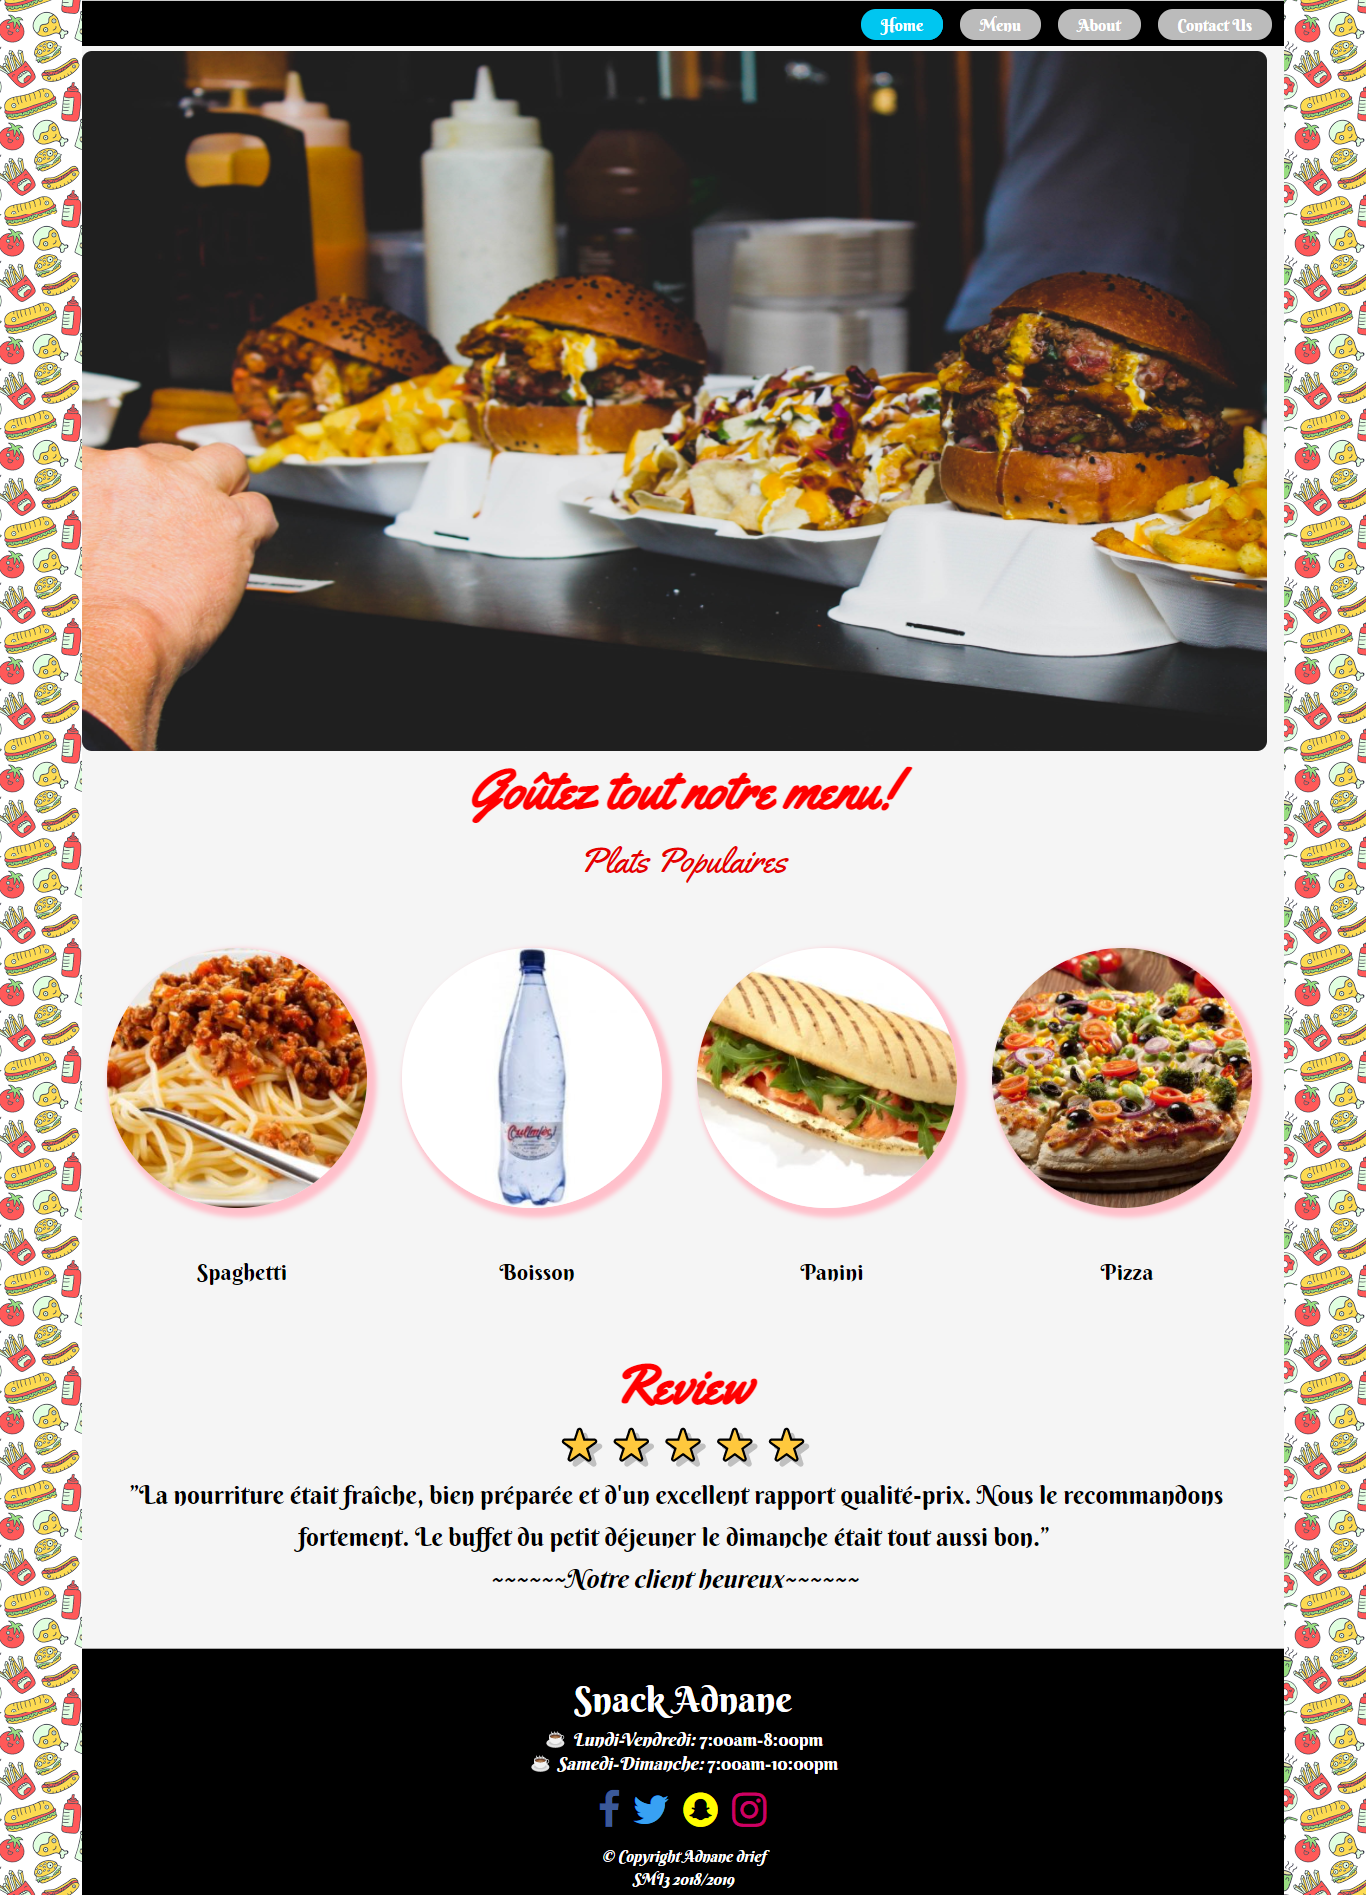 Home Menu About Contact Us
Goûtez tout notre menu!
Plats Populaires
Spaghetti Boisson Panini Pizza
Review
"La nourriture était fraîche, bien préparée et d'un excellent rapport qualité-prix. Nous le recommandons
fortement. Le buffet du petit déjeuner le dimanche était tout aussi bon."
~~~~~~Notre client heureux~~~~~~
Snack Adnane
Lundi-Vendredi: 7:00am-8:00pm
Samedi-Dimanche: 7:00am-10:00pm
© Copyright Adnane drief
SMI3 2018/2019